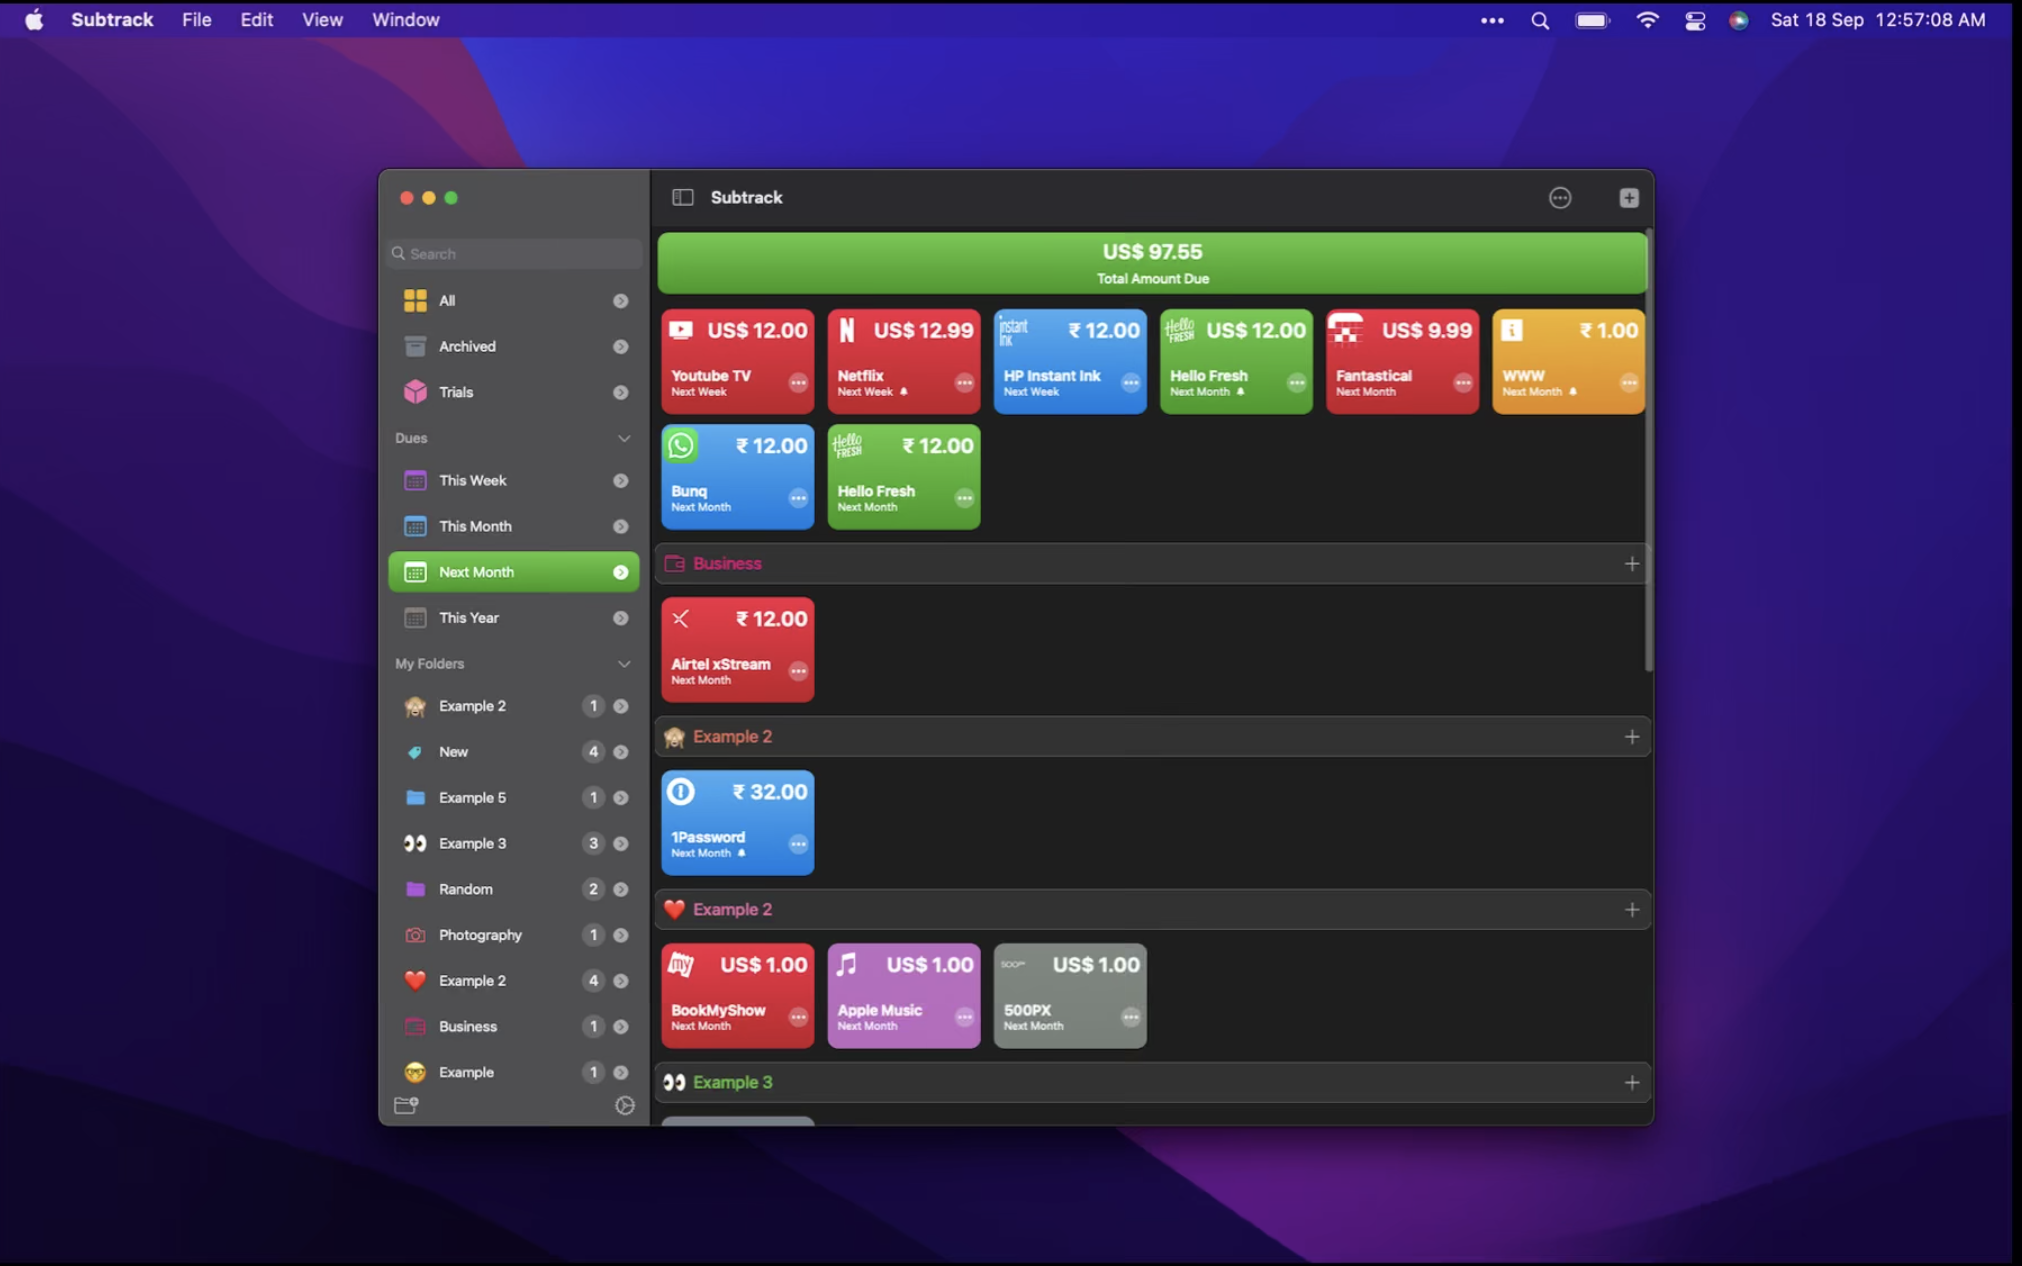 Subtrack File Edit View Window
Sat 18 Sep 12:57:08 AM
Subtrack
Search
All
Archived
Trials
Dues
This Week
This Month
Next Month
This Year
My Folders
Example 2 1
New 4
Example 5 1
Example 3 3
Random 2
Photography 1
Example 2 4
Business 1
Example 1
US$ 97.55
Total Amount Due
US$ 12.00
Youtube TV
Next Week
N US$ 12.99
Netflix
Next Week
instant
ink
₹ 12.00
HP Instant Ink
Next Week
Hello
FRESH
US$ 12.00
Hello Fresh
Next Month
US$ 9.99
Fantastical
Next Month
₹ 1.00
WWW
Next Month
₹ 12.00
Bunq
Next Month
Hello
FRESH
₹ 12.00
Hello Fresh
Next Month
Business
₹ 12.00
Airtel xStream
Next Month
Example 2
₹ 32.00
1Password
Next Month
Example 2
my US$ 1.00
BookMyShow
Next Month
US$ 1.00
Apple Music
Next Month
US$ 1.00
500PX
Next Month
Example 3